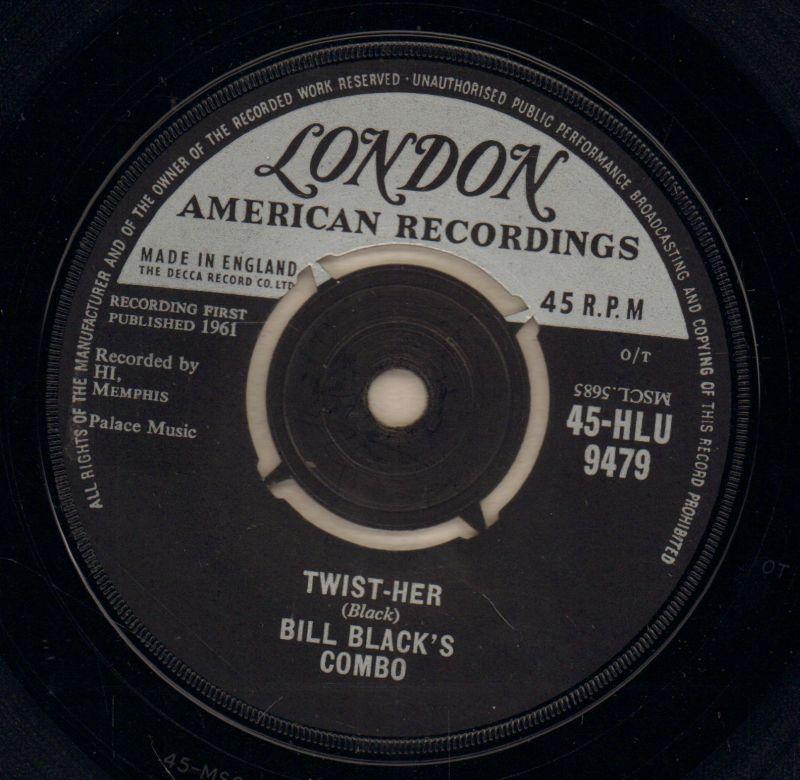 ALL RIGHTS OF THE MANUFACTURER AND OF THE OWNER OF THE RECORDED WORK RESERVED · UNAUTHORISED PUBLIC PERFORMANCE BROADCASTING AND COPYING OF THIS RECORD PROHIBITED
LONDON
AMERICAN RECORDINGS
MADE IN ENGLAND
THE DECCA RECORD CO. LTD
45 R.P.M
RECORDING FIRST
PUBLISHED 1961
O/T
Recorded by
HI,
MEMPHIS
MSCL.5685
Palace Music
45-HLU
9479
TWIST-HER
(Black)
BILL BLACK'S
COMBO
OT